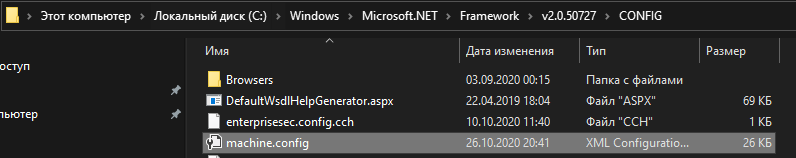 Этот компьютер › Локальный диск (C:) › Windows › Microsoft.NET › Framework › v2.0.50727 › CONFIG
Имя Дата изменения Тип Размер
оступ
Browsers 03.09.2020 00:15 Папка с файлами
DefaultWsdlHelpGenerator.aspx 22.04.2019 18:04 Файл "ASPX" 69 КБ
пьютер
enterprisesec.config.cch 10.10.2020 11:40 Файл "CCH" 1 КБ
machine.config 26.10.2020 20:41 XML Configuratio... 26 КБ